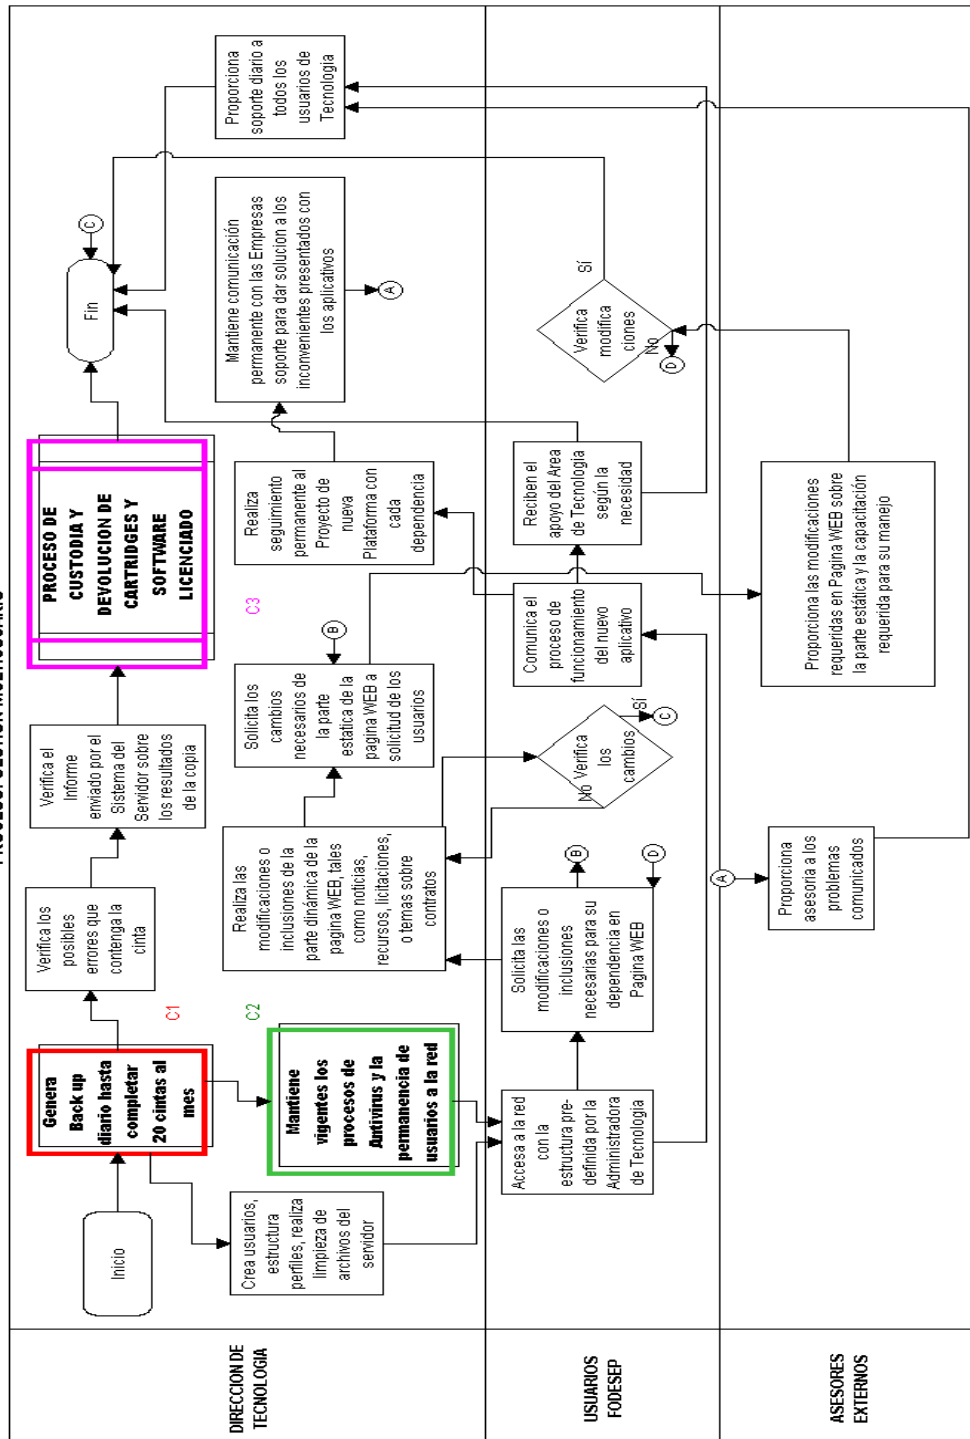 PROCESO: GESTION MULTIUSUARIO
DIRECCION DE
TECNOLOGIA
Inicio
Genera
Back up
diario hasta
completar
20 cintas al
mes
C1
Verifica los
posibles
errores que
contenga la
cinta
Verifica el
Informe
enviado por el
Sistema del
Servidor sobre
los resultados
de la copia
PROCESO DE
CUSTODIA Y
DEVOLUCION DE
CARTRIDGES Y
SOFTWARE
LICENCIADO
C3
Fin
C
Crea usuarios,
estructura
perfiles, realiza
limpieza de
archivos del
servidor
C2
Mantiene
vigentes los
procesos de
Antivirus y la
permanencia de
usuarios a la red
Realiza las
modificaciones o
inclusiones de la
parte dinámica de la
pagina WEB, tales
como noticias,
recursos, licitaciones,
o temas sobre
contratos
Solicita los
cambios
necesarios de
la parte
estatica de la
pagina WEB a
solicitud de los
usuarios
B
Realiza
seguimiento
permanente al
Proyecto de
nueva
Plataforma con
cada
dependencia
Mantiene comunicación
permanente con las Empresas
soporte para dar solucion a los
inconvenientes presentados con
los aplicativos
A
Proporciona
soporte diario a
todos los
usuarios de
Tecnologia
USUARIOS
FODESEP
Accesa a la red
con la
estructura pre-
definida por la
Administradora
de Tecnologia
Solicita las
modificaciones o
inclusiones
necesarias para su
dependencia en
Pagina WEB
B
D
No
Verifica
los
cambios
Sí
C
Comunica el
proceso de
funcionamiento
del nuevo
aplicativo
Reciben el
apoyo del Area
de Tecnologia
según la
necesidad
Verifica
modifica
ciones
No
Sí
D
ASESORES
EXTERNOS
A
Proporciona
asesoría a los
problemas
comunicados
Proporciona las modificaciones
requeridas en Pagina WEB sobre
la parte estática y la capacitación
requerida para su manejo